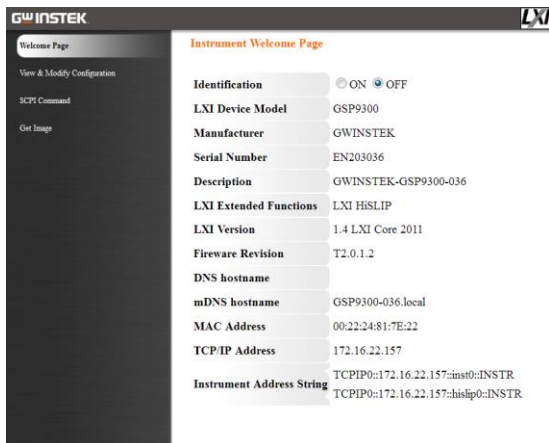 GWINSTEK
LXI
Welcome Page
View & Modify Configuration
SCPI Command
Get Image
Instrument Welcome Page
Identification ON OFF
LXI Device Model GSP9300
Manufacturer GWINSTEK
Serial Number EN203036
Description GWINSTEK-GSP9300-036
LXI Extended Functions LXI HiSLIP
LXI Version 1.4 LXI Core 2011
Fireware Revision T2.0.1.2
DNS hostname
mDNS hostname GSP9300-036.local
MAC Address 00:22:24:81:7E:22
TCP/IP Address 172.16.22.157
Instrument Address String TCPIP0::172.16.22.157::inst0::INSTR
TCPIP0::172.16.22.157::hislip0::INSTR